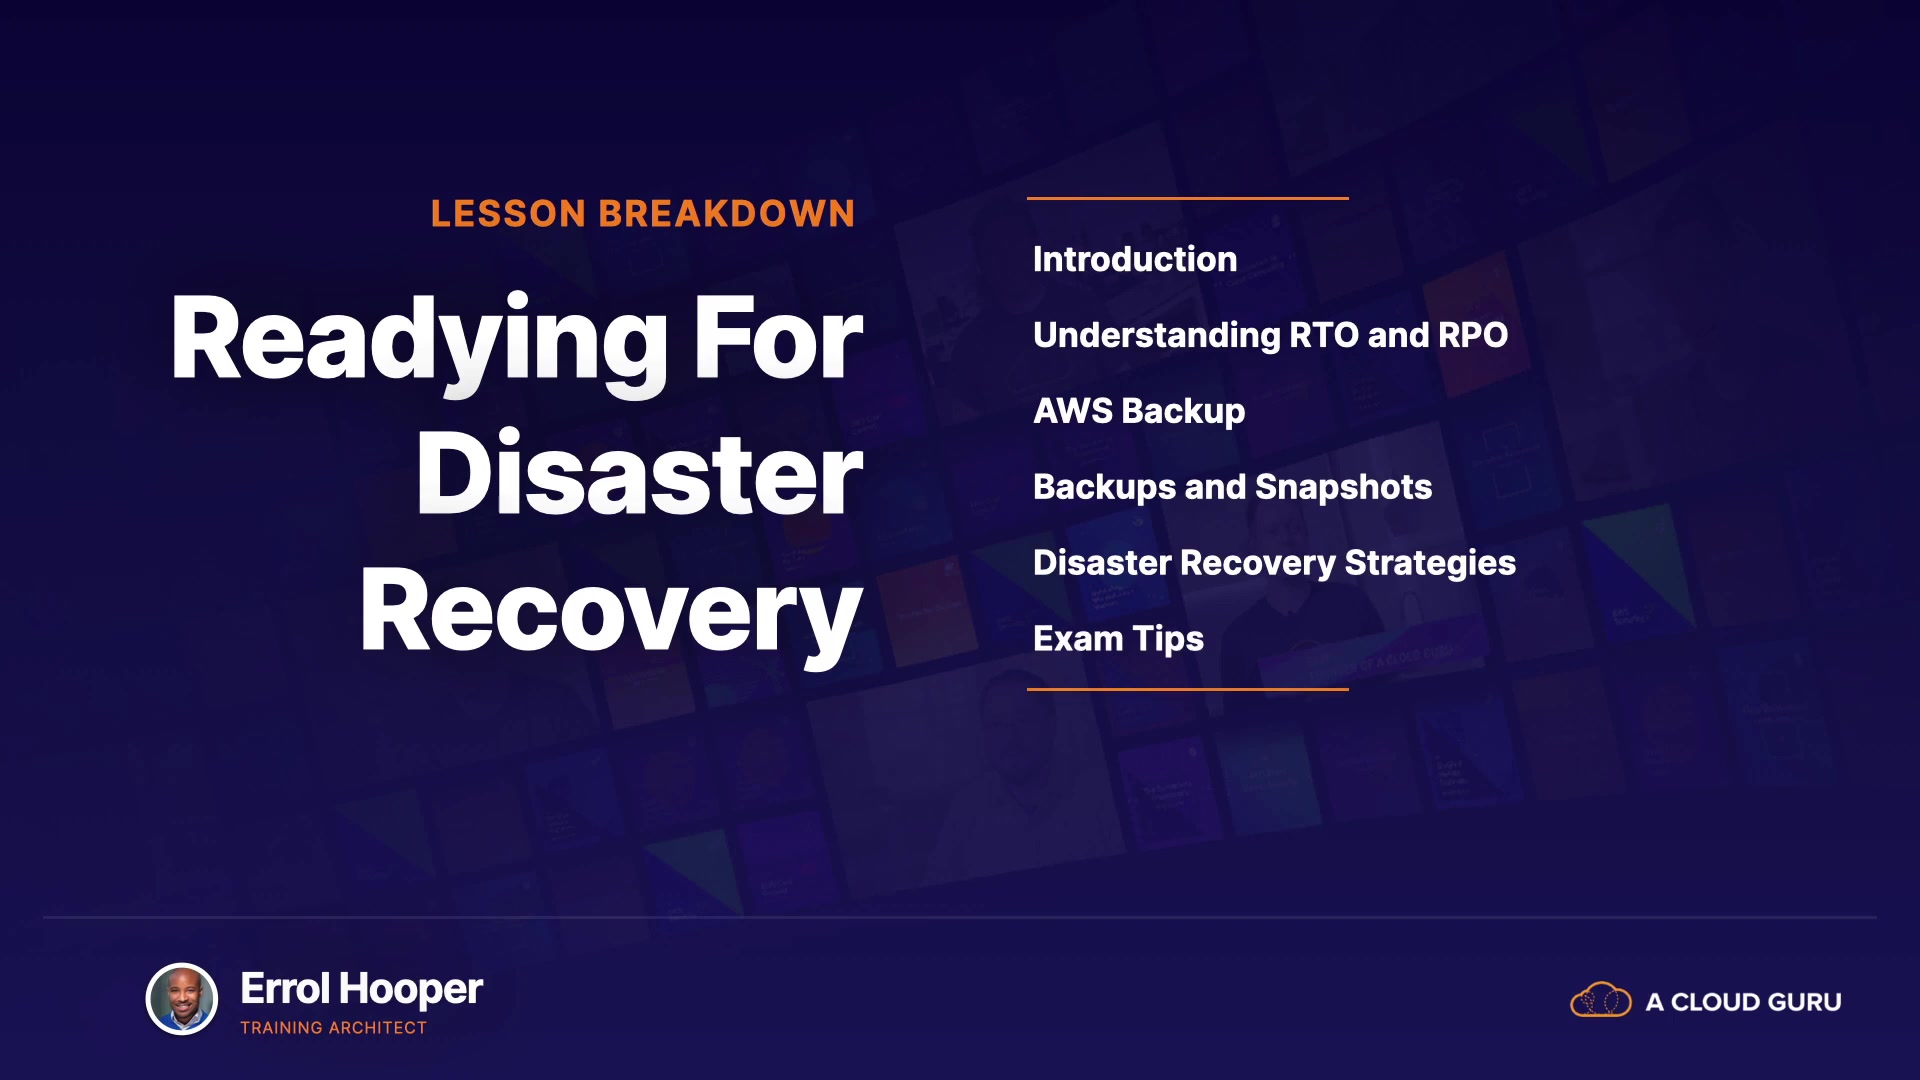 LESSON BREAKDOWN
Readying For
Disaster
Recovery
Introduction
Understanding RTO and RPO
AWS Backup
Backups and Snapshots
Disaster Recovery Strategies
Exam Tips
Errol Hooper
TRAINING ARCHITECT
A CLOUD GURU